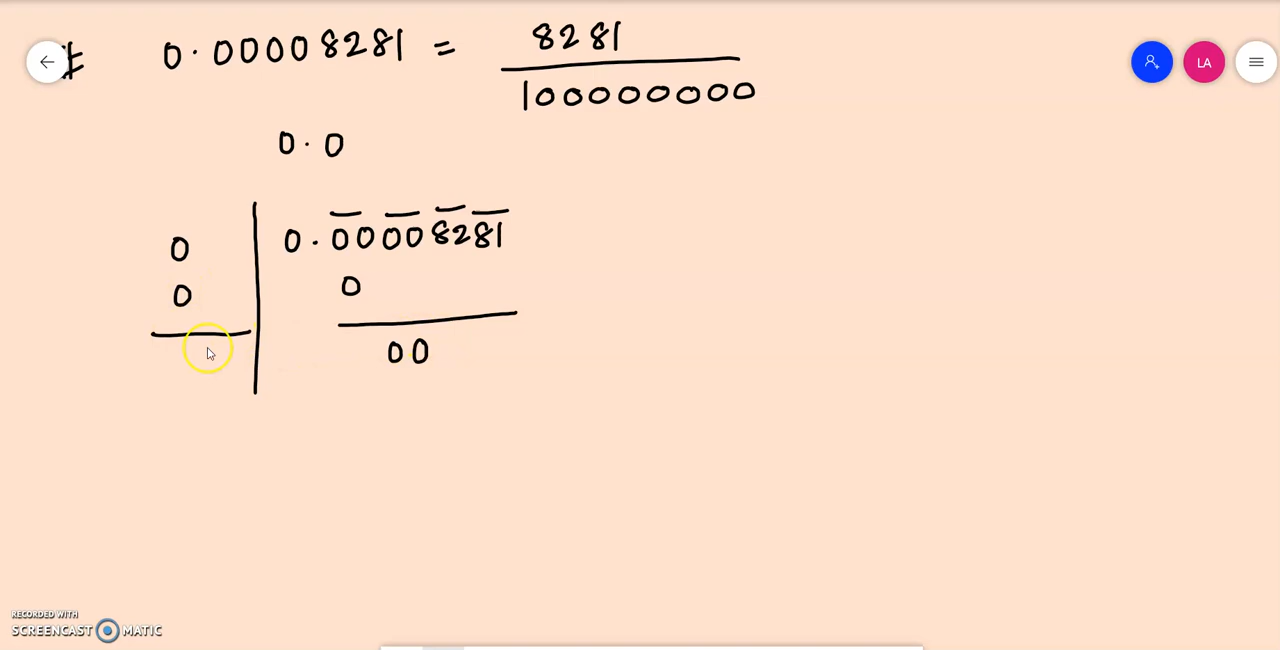 # 0.00008281 = 8281
100000000
0.0
0 0.00008281
0 0
00
LA
RECORDED WITH
SCREENCAST MATIC